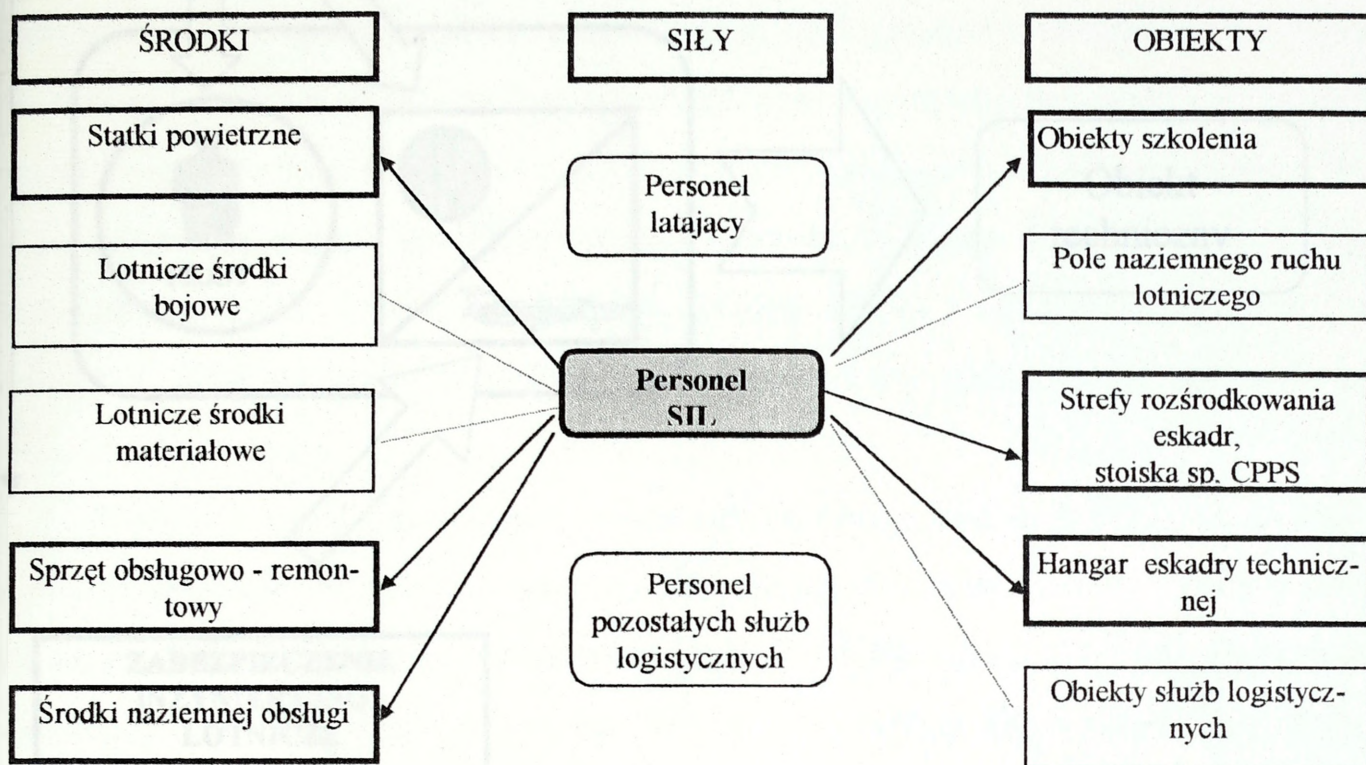 ŚRODKI
Statki powietrzne
Lotnicze środki
bojowe
Lotnicze środki
materiałowe
Sprzęt obsługowo - remon-
towy
Środki naziemnej obsługi
SIŁY
Personel
latający
Personel
SIL
Personel
pozostałych służb
logistycznych
OBIEKTY
Obiekty szkolenia
Pole naziemnego ruchu
lotniczego
Strefy rozśrodkowania
eskadr,
stoiska sp. CPPS
Hangar eskadry technicz-
nej
Obiekty służb logistycz-
nych